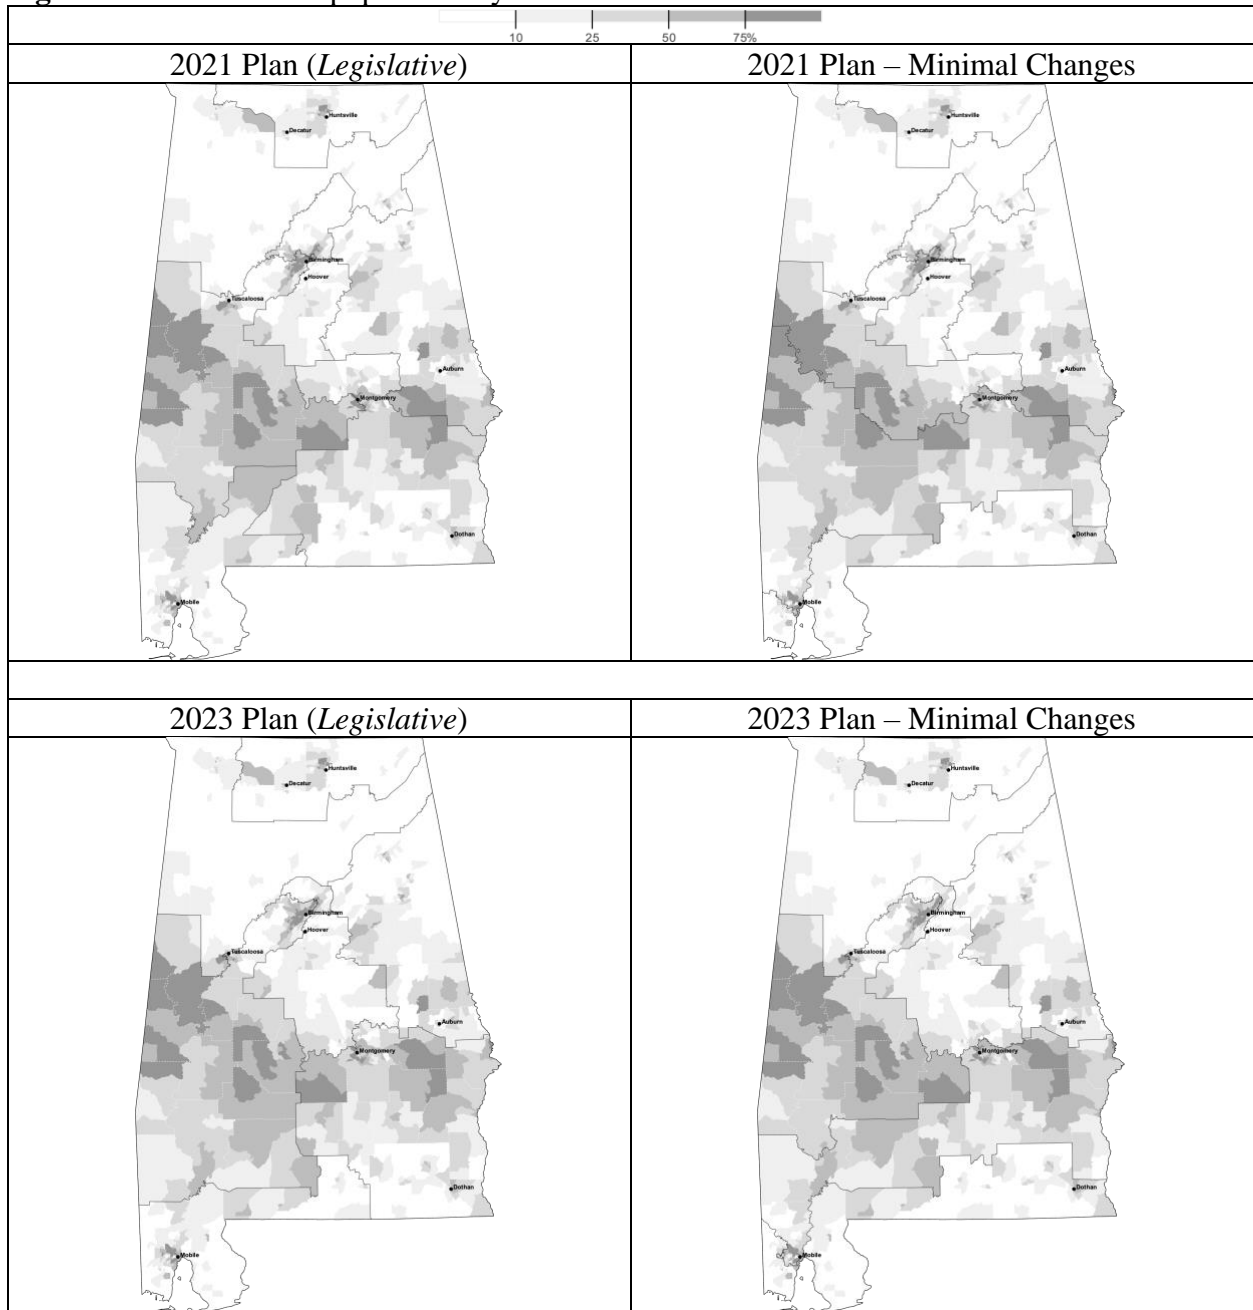 10 25 50 75%
2021 Plan (Legislative) 2021 Plan – Minimal Changes
Huntsville
Decatur
Birmingham
Hoover
Tuscaloosa
Auburn
Montgomery
Dothan
Mobile
Huntsville
Decatur
Birmingham
Hoover
Tuscaloosa
Auburn
Montgomery
Dothan
Mobile
2023 Plan (Legislative) 2023 Plan – Minimal Changes
Huntsville
Decatur
Birmingham
Hoover
Tuscaloosa
Auburn
Montgomery
Dothan
Mobile
Huntsville
Decatur
Birmingham
Hoover
Tuscaloosa
Auburn
Montgomery
Dothan
Mobile